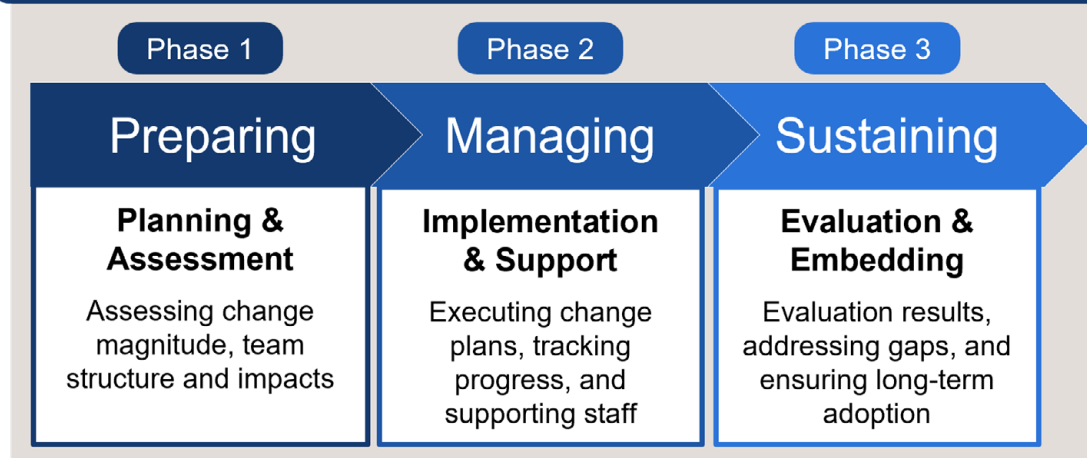 Phase 1
Phase 2
Phase 3
Preparing
Managing
Sustaining
Planning &
Assessment
Assessing change
magnitude, team
structure and impacts
Implementation
& Support
Executing change
plans, tracking
progress, and
supporting staff
Evaluation &
Embedding
Evaluation results,
addressing gaps, and
ensuring long-term
adoption